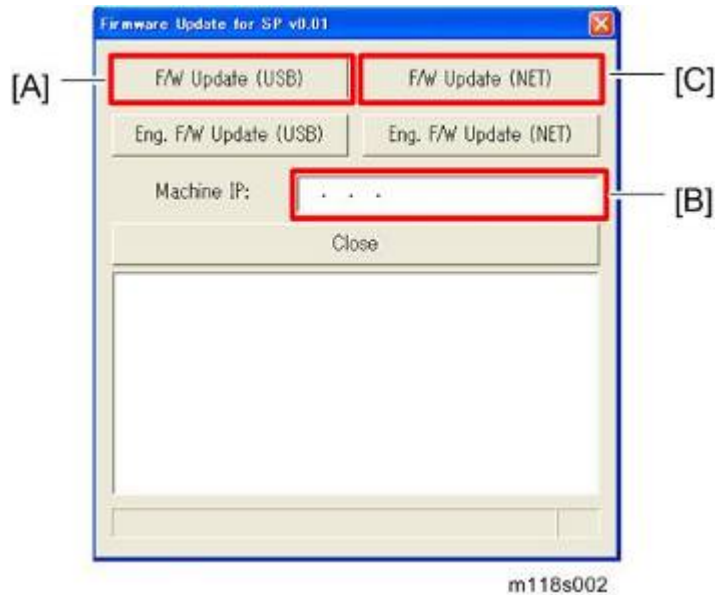 Firmware Update for SP v0.01
[A]
F/W Update (USB)
F/W Update (NET)
[C]
Eng. F/W Update (USB)
Eng. F/W Update (NET)
Machine IP:
. . .
[B]
Close
m118s002